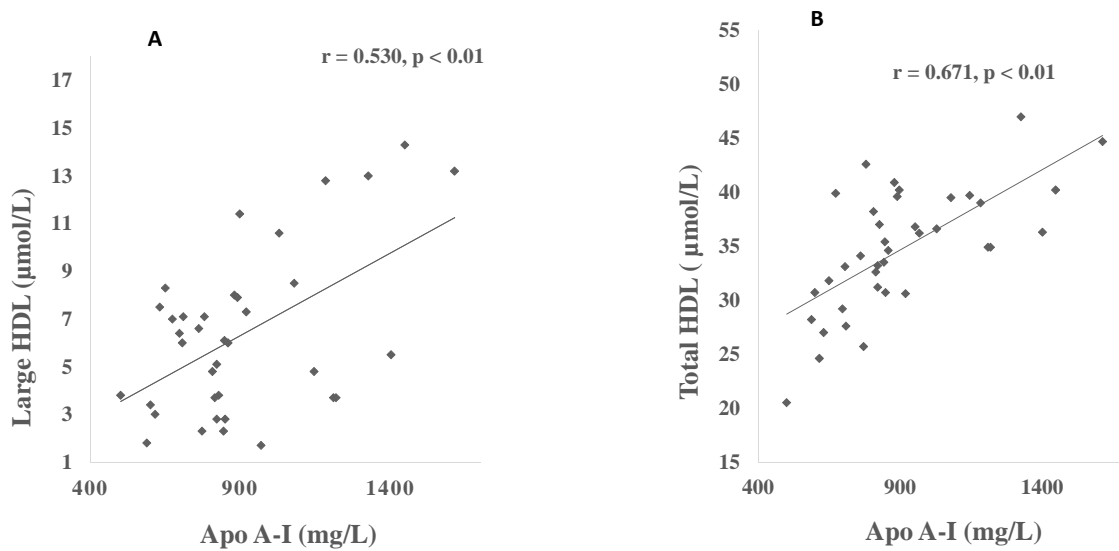 A
r = 0.530, p < 0.01
Large HDL (µmol/L)
17
15
13
11
9
7
5
3
1
400 900 1400
Apo A-I (mg/L)
B
r = 0.671, p < 0.01
Total HDL ( µmol/L)
55
50
45
40
35
30
25
20
15
400 900 1400
Apo A-I (mg/L)